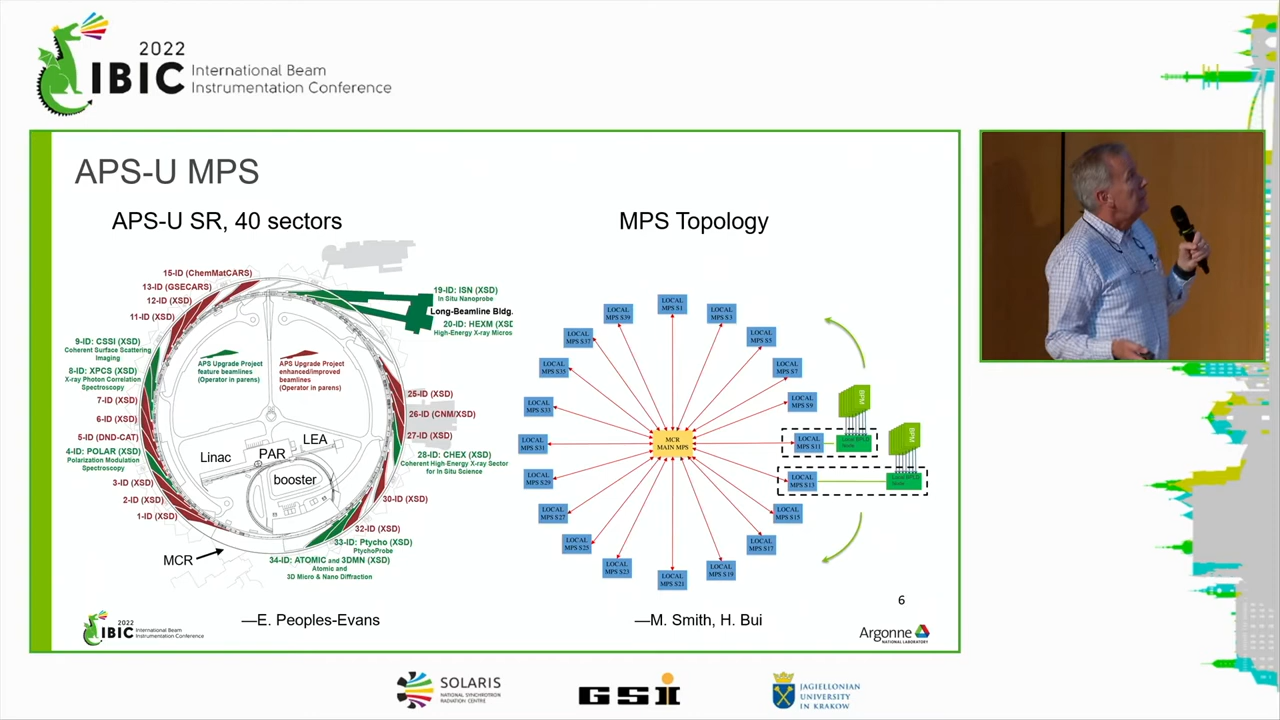 2022
IBIC
International Beam
Instrumentation Conference
APS-U MPS
APS-U SR, 40 sectors
MPS Topology
15-ID (ChemMatCARS)
13-ID (GSECARS)
12-ID (XSD)
11-ID (XSD)
9-ID: CSSI (XSD)
Coherent Surface Scattering
Imaging
8-ID: XPCS (XSD)
X-ray Photon Correlation
Spectroscopy
7-ID (XSD)
6-ID (XSD)
5-ID (DND-CAT)
4-ID: POLAR (XSD)
Polarization Modulation
Spectroscopy
3-ID (XSD)
2-ID (XSD)
1-ID (XSD)
MCR
APS Upgrade Project
feature beamlines
(Operator in parens)
APS Upgrade Project
enhanced/improved
beamlines
(Operator in parens)
Linac
PAR
LEA
booster
19-ID: ISN (XSD)
In Situ Nanoprobe
Long-Beamline Bldg.
20-ID: HEXM (XSD
High-Energy X-ray Micros
25-ID (XSD)
26-ID (CNM/XSD)
27-ID (XSD)
28-ID: CHEX (XSD)
Coherent High Energy X-ray Sector
for In Situ Science
30-ID (XSD)
32-ID (XSD)
33-ID: Ptycho (XSD)
PtychoProbe
34-ID: ATOMIC and 3DMN (XSD)
Atomic and
3D Micro & Nano Diffraction
LOCAL
MPS S1
LOCAL
MPS S3
LOCAL
MPS S5
LOCAL
MPS S7
LOCAL
MPS S9
LOCAL
MPS S11
LOCAL
MPS S13
LOCAL
MPS S15
LOCAL
MPS S17
LOCAL
MPS S19
LOCAL
MPS S21
LOCAL
MPS S23
LOCAL
MPS S25
LOCAL
MPS S27
LOCAL
MPS S29
LOCAL
MPS S31
LOCAL
MPS S33
LOCAL
LOCAL
MPS S37
LOCAL
MPS S39
MCR
MAIN MPS
BPM
Local BPLD
Node
BPM
Local BPLD
Node
6
—E. Peoples-Evans
—M. Smith, H. Bui
2022
IBIC
International Beam
Instrumentation Conference
Argonne
NATIONAL LABORATORY
SOLARIS
NATIONAL SYNCHROTRON
RADIATION CENTRE
GSI
JAGIELLONIAN
UNIVERSITY
IN KRAKOW